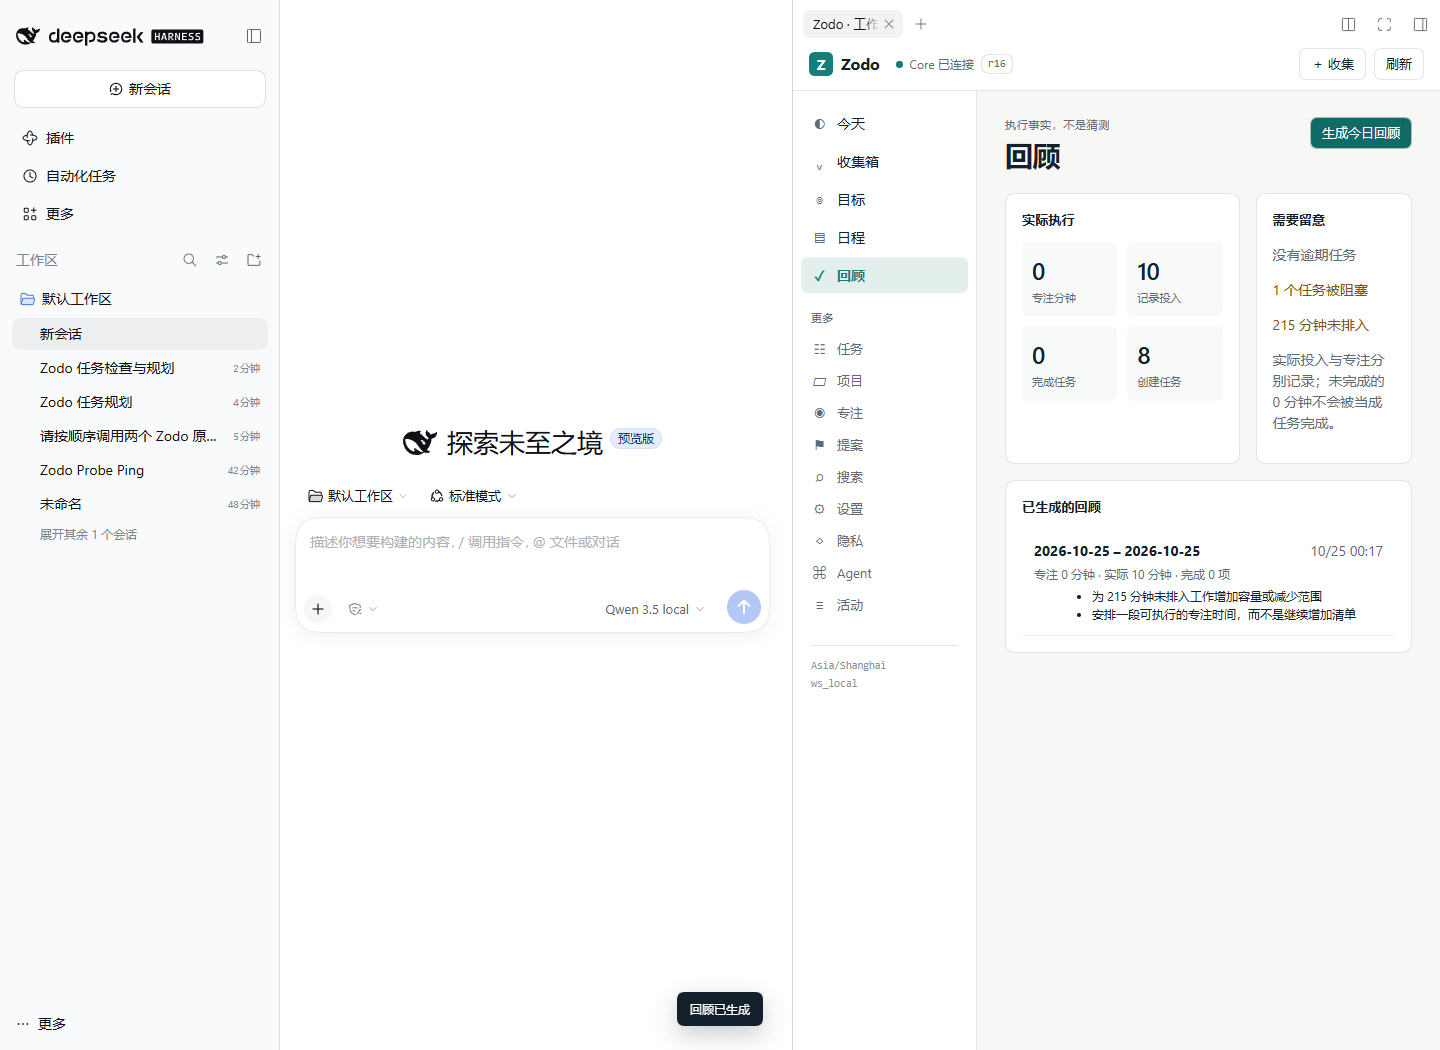 deepseek HARNESS
新会话
插件
自动化任务
更多
工作区
默认工作区
新会话
Zodo 任务检查与规划 2分钟
Zodo 任务规划 4分钟
请按顺序调用两个 Zodo 原... 5分钟
Zodo Probe Ping 42分钟
未命名 48分钟
展开其余 1 个会话
更多
探索未至之境 预览版
默认工作区 标准模式
描述你想要构建的内容, / 调用指令, @ 文件或对话
Qwen 3.5 local
回顾已生成
Zodo · 工作
Z Zodo Core 已连接 r16
+ 收集 刷新
今天
收集箱
目标
日程
回顾
更多
任务
项目
专注
提案
搜索
设置
隐私
Agent
活动
Asia/Shanghai
ws_local
执行事实，不是猜测
回顾
生成今日回顾
实际执行
0
专注分钟
10
记录投入
0
完成任务
8
创建任务
需要留意
没有逾期任务
1 个任务被阻塞
215 分钟未排入
实际投入与专注分
别记录；未完成的
0 分钟不会被当成
任务完成。
已生成的回顾
2026-10-25 – 2026-10-25 10/25 00:17
专注 0 分钟 · 实际 10 分钟 · 完成 0 项
• 为 215 分钟未排入工作增加容量或减少范围
• 安排一段可执行的专注时间，而不是继续增加清单